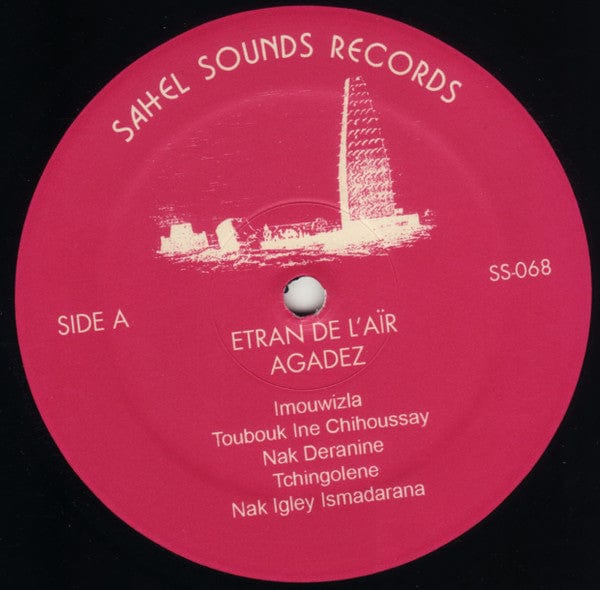 SAHEL SOUNDS RECORDS
SS-068
SIDE A
ETRAN DE L'AÏR
AGADEZ
Imouwizla
Toubouk Ine Chihoussay
Nak Deranine
Tchingolene
Nak Igley Ismadarana